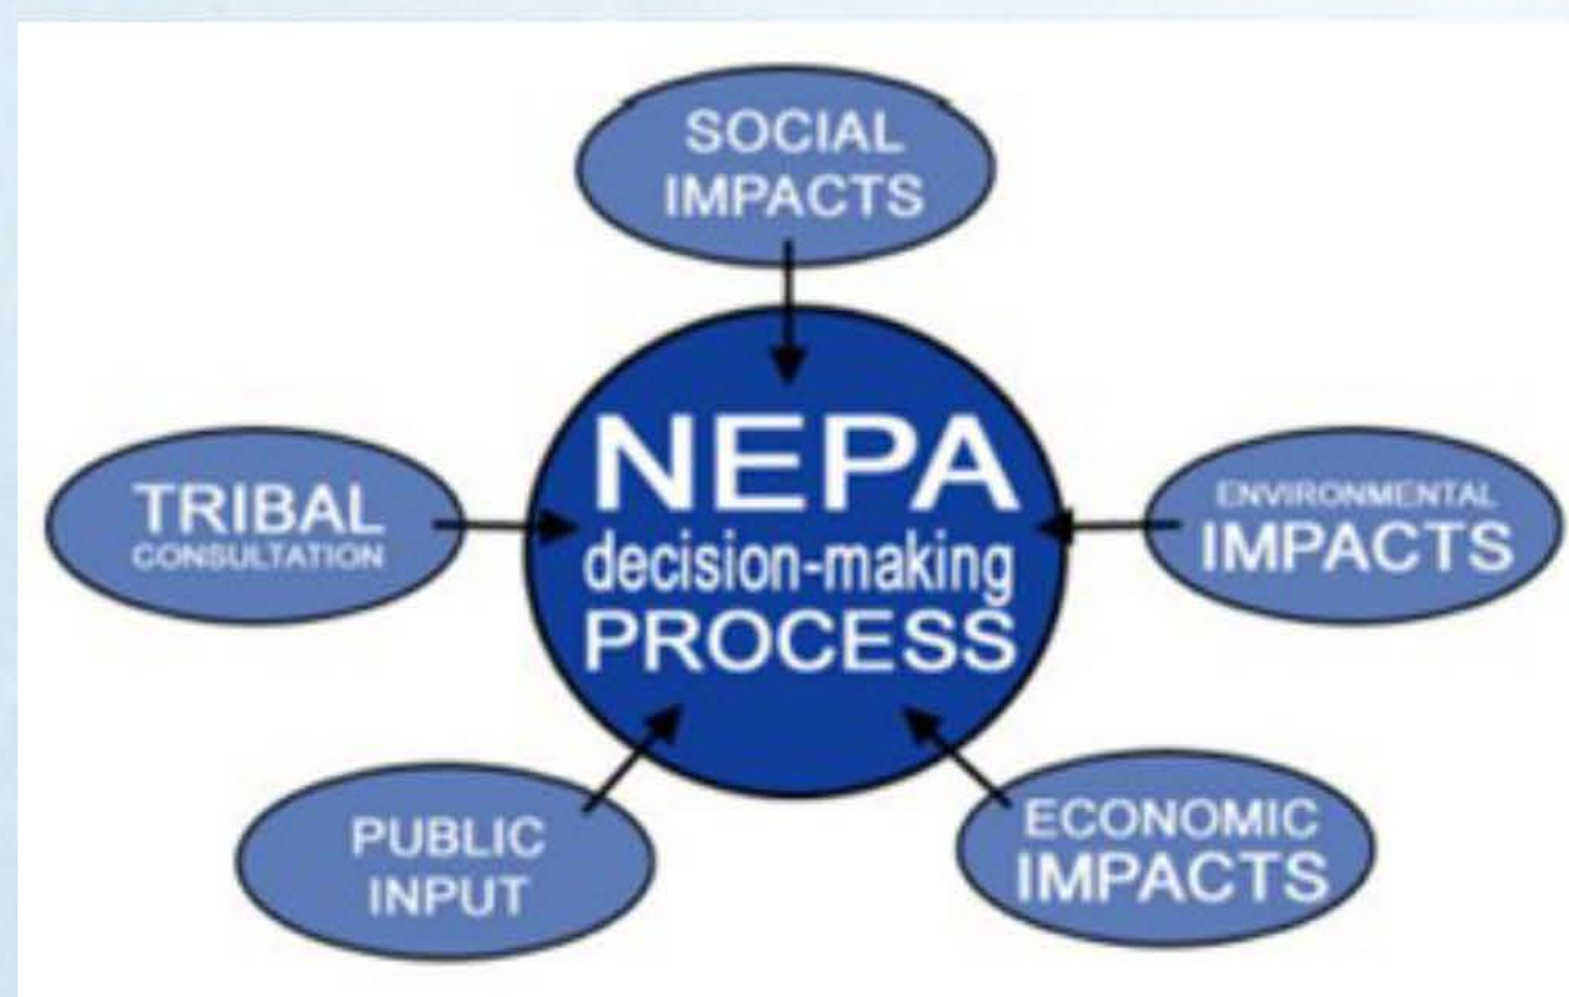 SOCIAL
IMPACTS
NEPA
decision-making
PROCESS
TRIBAL
CONSULTATION
ENVIRONMENTAL
IMPACTS
PUBLIC
INPUT
ECONOMIC
IMPACTS